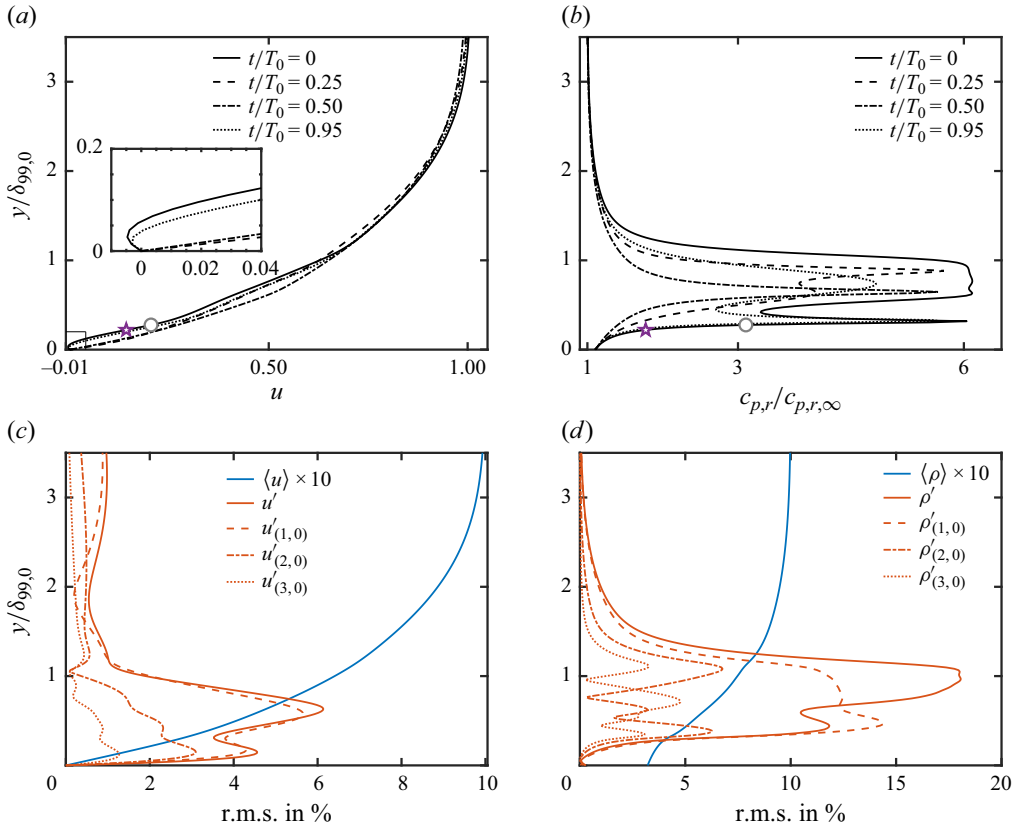 (a)
3
2
1
0
y/δ99,0
t/T0 = 0
t/T0 = 0.25
t/T0 = 0.50
t/T0 = 0.95
0.2
0
0 0.02 0.04
−0.01 0.50 1.00
u
(b)
3
2
1
0
t/T0 = 0
t/T0 = 0.25
t/T0 = 0.50
t/T0 = 0.95
1 3 6
cp,r/cp,r,∞
(c)
3
2
1
0
y/δ99,0
⟨u⟩ × 10
u′
u′(1, 0)
u′(2, 0)
u′(3, 0)
2 4 6 8 10
r.m.s. in %
(d)
3
2
1
0
⟨ρ⟩ × 10
ρ′
ρ′(1, 0)
ρ′(2, 0)
ρ′(3, 0)
0 5 10 15 20
r.m.s. in %